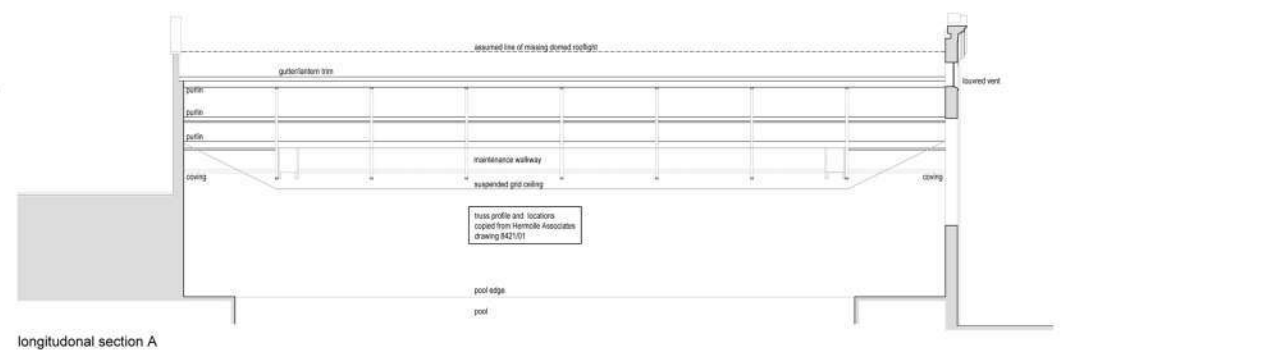 assumed line of missing domed rooflight
gutter/lantern trim
louvred vent
purlin
purlin
purlin
maintenance walkway
coving
suspended grid ceiling
coving
truss profile and locations
copied from Hermolle Associates
drawing 8421/01
pool edge
pool
longitudonal section A